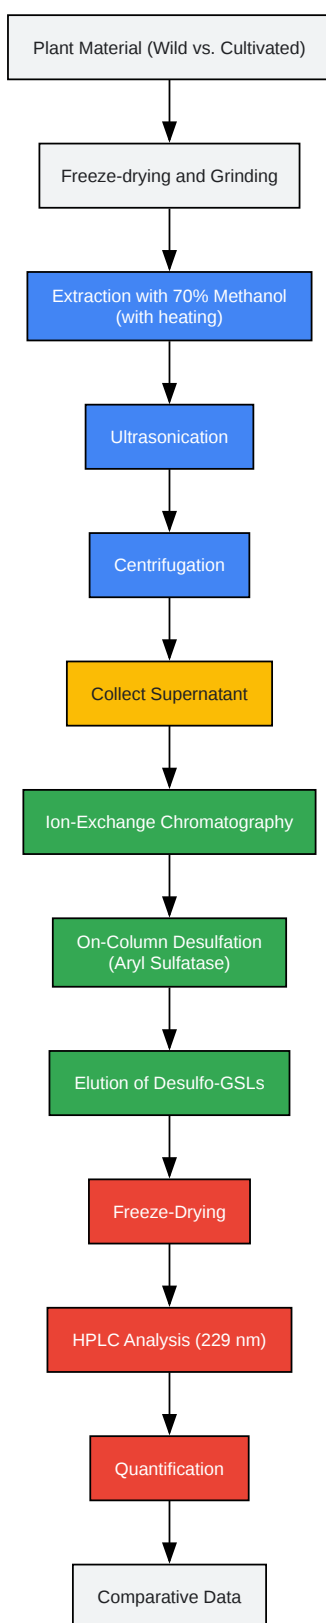 Plant Material (Wild vs. Cultivated)
Freeze-drying and Grinding
Extraction with 70% Methanol
(with heating)
Ultrasonication
Centrifugation
Collect Supernatant
Ion-Exchange Chromatography
On-Column Desulfation
(Aryl Sulfatase)
Elution of Desulfo-GSLs
Freeze-Drying
HPLC Analysis (229 nm)
Quantification
Comparative Data